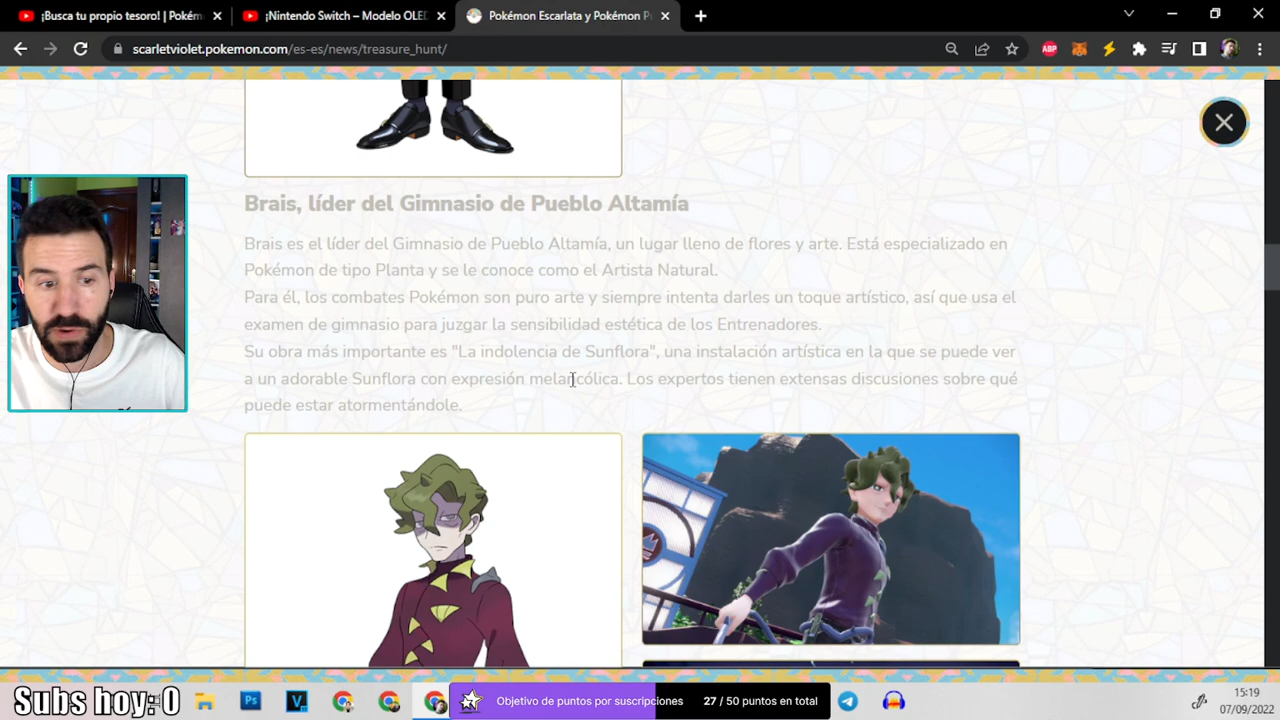 ¡Busca tu propio tesoro! | Pokém
¡Nintendo Switch – Modelo OLED
Pokémon Escarlata y Pokémon P
scarletviolet.pokemon.com/es-es/news/treasure_hunt/
ABP
Brais, líder del Gimnasio de Pueblo Altamía
Brais es el líder del Gimnasio de Pueblo Altamía, un lugar lleno de flores y arte. Está especializado en
Pokémon de tipo Planta y se le conoce como el Artista Natural.
Para él, los combates Pokémon son puro arte y siempre intenta darles un toque artístico, así que usa el
examen de gimnasio para juzgar la sensibilidad estética de los Entrenadores.
Su obra más importante es "La indolencia de Sunflora", una instalación artística en la que se puede ver
a un adorable Sunflora con expresión melancólica. Los expertos tienen extensas discusiones sobre qué
puede estar atormentándole.
Subs hoy: 0
Ps
V
Objetivo de puntos por suscripciones
27 / 50 puntos en total
15:19
07/09/2022